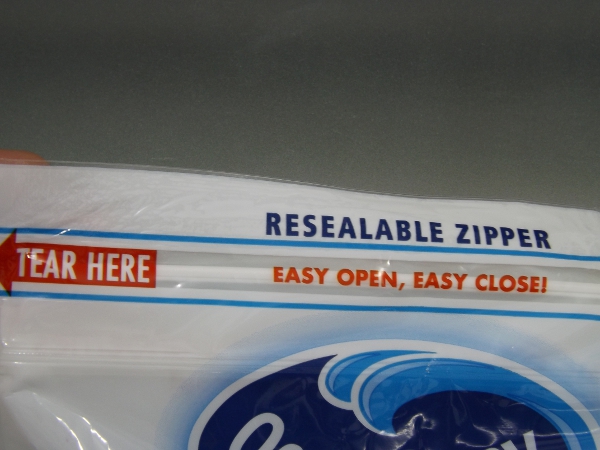 RESEALABLE ZIPPER
TEAR HERE
EASY OPEN, EASY CLOSE!